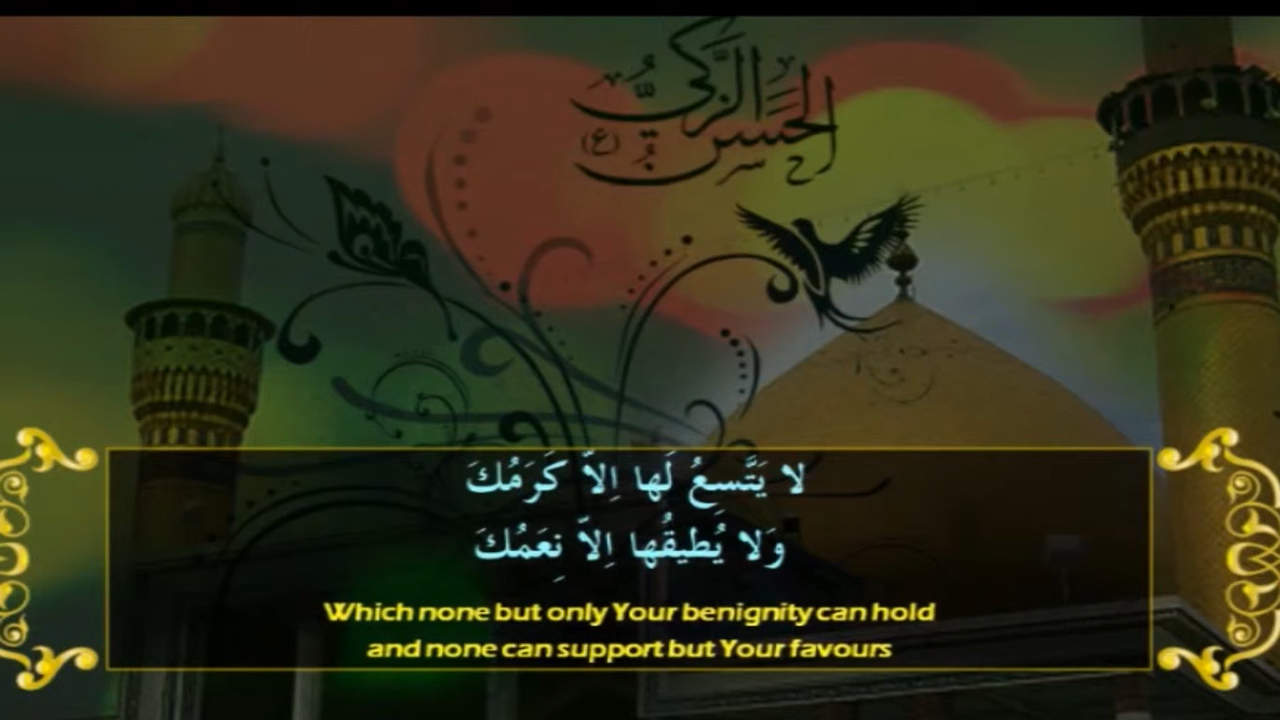 الحسن الزكي
(ع)
لا يَتَّسِعُ لَها اِلاّ كَرَمُكَ
وَلا يُطيقُها اِلاّ نِعَمُكَ
Which none but only Your benignity can hold
and none can support but Your favours